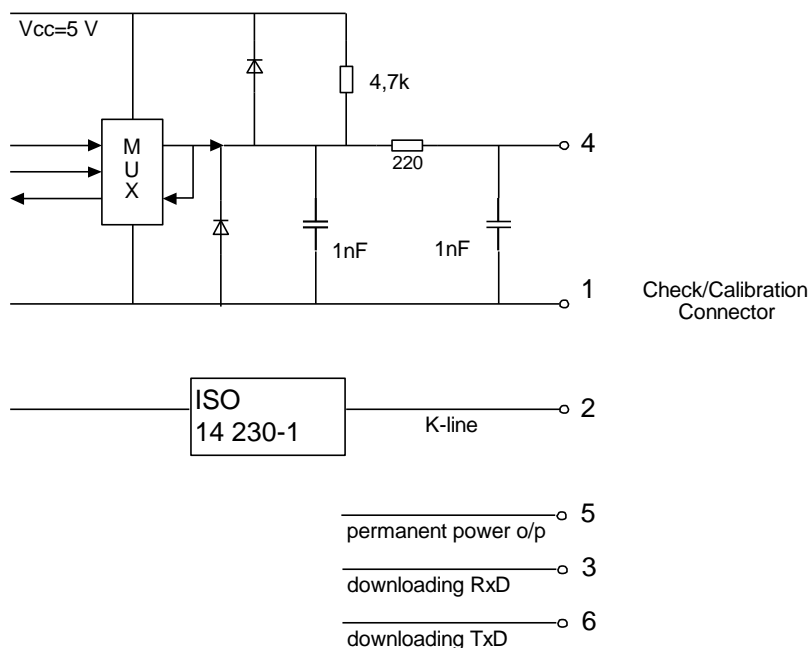 Vcc=5 V
4,7k
M
U
X
220
4
1nF
1nF
1
Check/Calibration
Connector
ISO
14 230-1
K-line
2
permanent power o/p
5
downloading RxD
3
downloading TxD
6